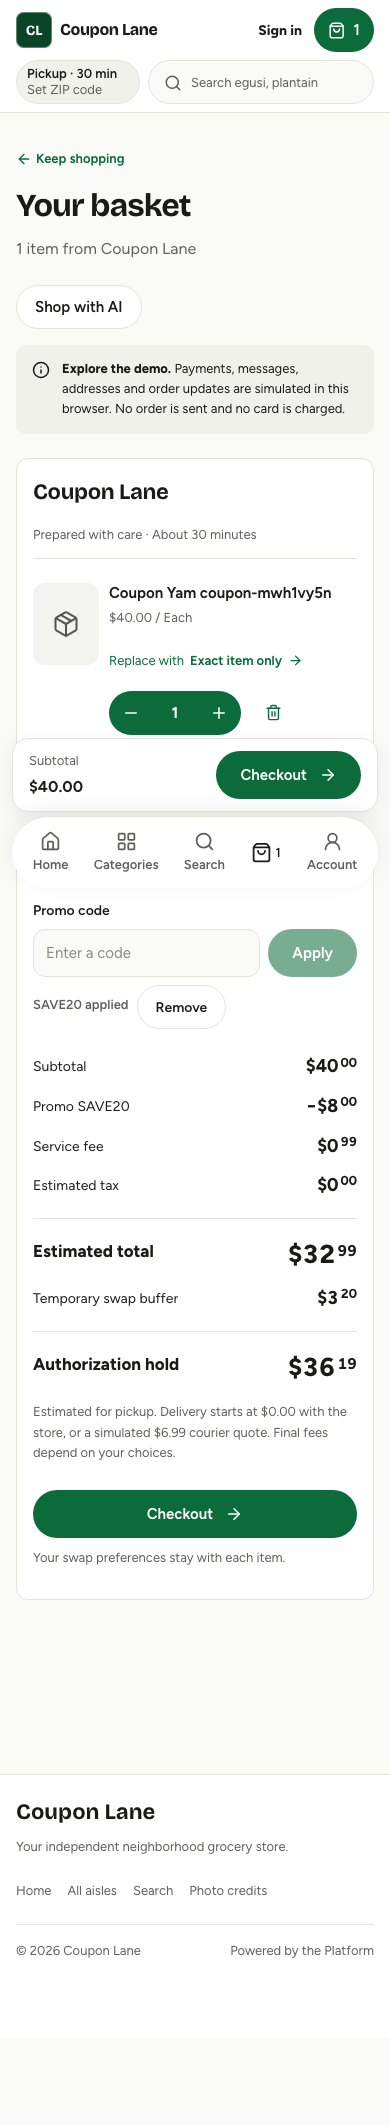 CL Coupon Lane Sign in 1
Pickup · 30 min
Set ZIP code
Search egusi, plantain
Keep shopping
Your basket
1 item from Coupon Lane
Shop with AI
Explore the demo. Payments, messages,
addresses and order updates are simulated in this
browser. No order is sent and no card is charged.
Coupon Lane
Prepared with care · About 30 minutes
Coupon Yam coupon-mwh1vy5n
$40.00 / Each
Replace with Exact item only
1
Subtotal
$40.00
Checkout
Home Categories Search 1 Account
Promo code
Enter a code Apply
SAVE20 applied Remove
Subtotal $40 00
Promo SAVE20 -$8 00
Service fee $0 99
Estimated tax $0 00
Estimated total $32 99
Temporary swap buffer $3 20
Authorization hold $36 19
Estimated for pickup. Delivery starts at $0.00 with the
store, or a simulated $6.99 courier quote. Final fees
depend on your choices.
Checkout
Your swap preferences stay with each item.
Coupon Lane
Your independent neighborhood grocery store.
Home All aisles Search Photo credits
© 2026 Coupon Lane Powered by the Platform